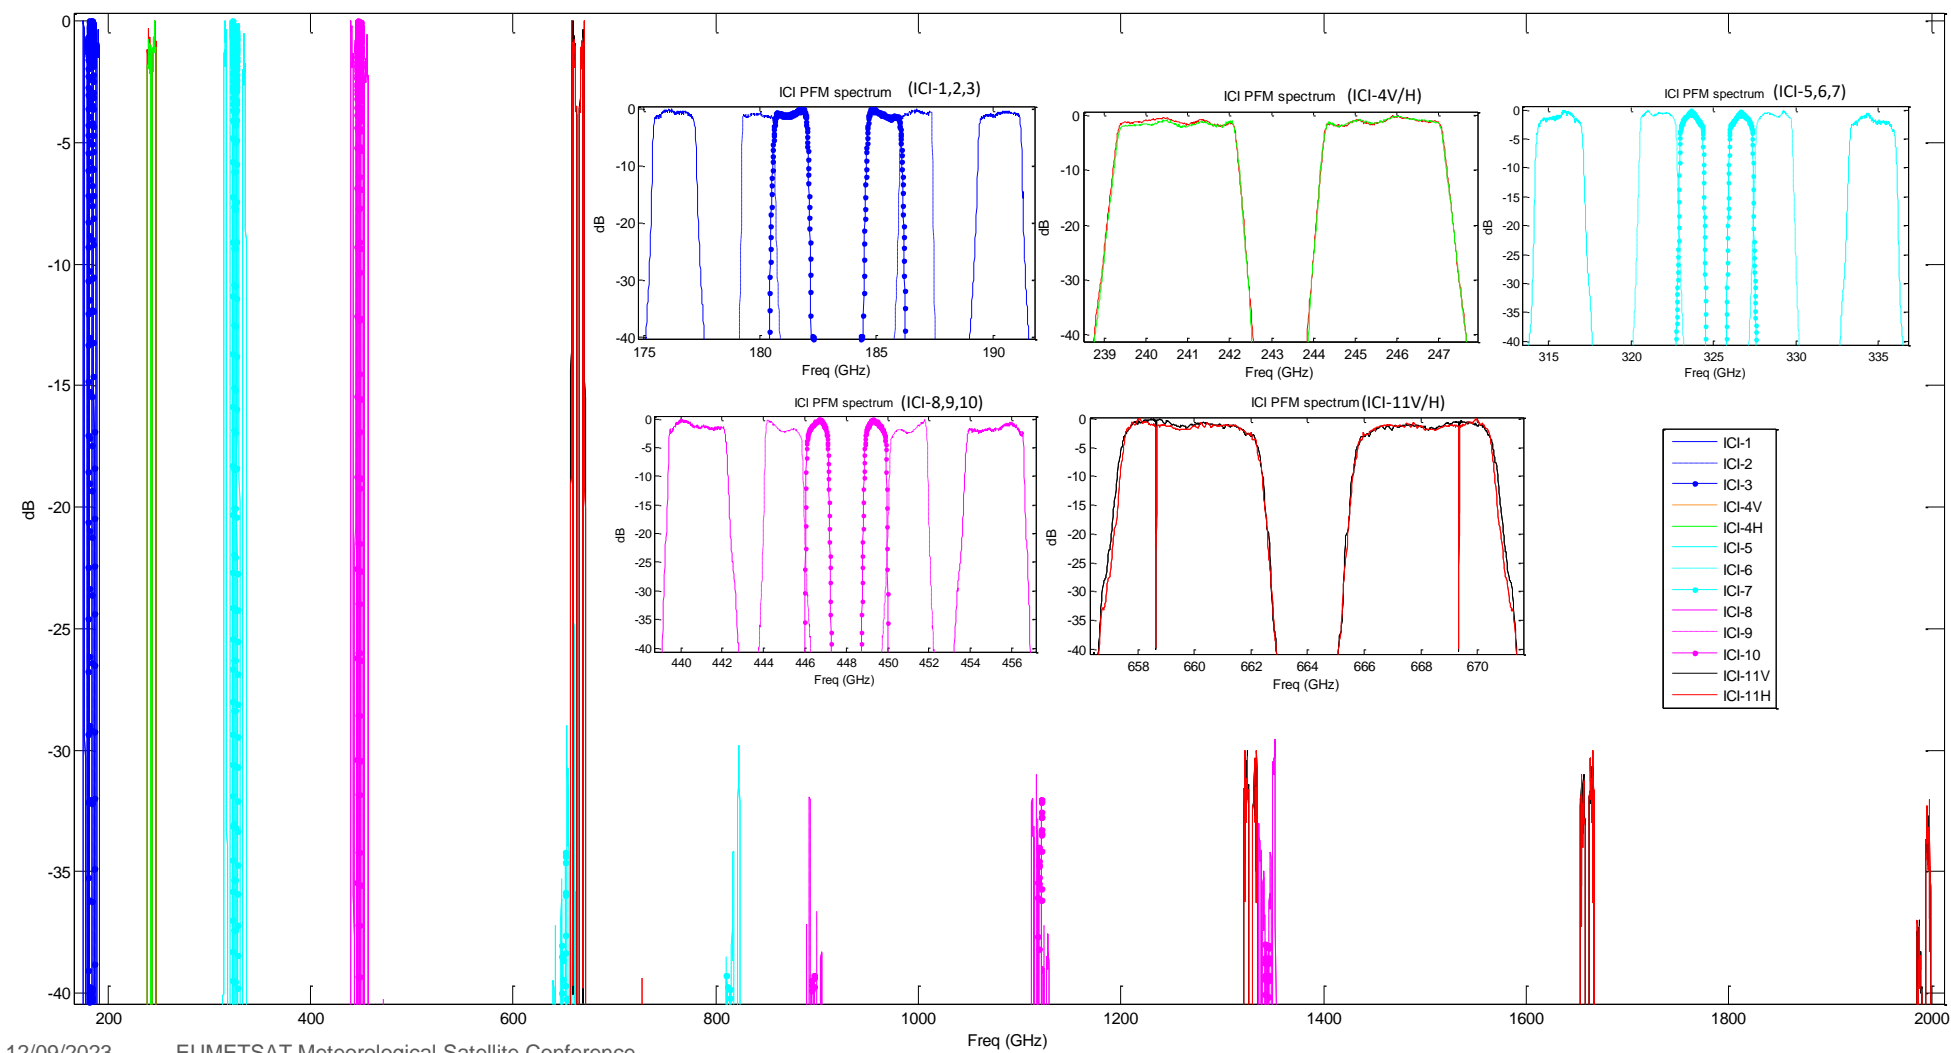 ICI PFM spectrum (ICI-1,2,3)
dB
0
-10
-20
-30
-40
175 180 185 190
Freq (GHz)
ICI PFM spectrum (ICI-4V/H)
dB
0
-10
-20
-30
-40
239 240 241 242 243 244 245 246 247
Freq (GHz)
ICI PFM spectrum (ICI-5,6,7)
dB
0
-5
-10
-15
-20
-25
-30
-35
-40
315 320 325 330 335
Freq (GHz)
ICI PFM spectrum (ICI-8,9,10)
dB
0
-5
-10
-15
-20
-25
-30
-35
-40
440 442 444 446 448 450 452 454 456
Freq (GHz)
ICI PFM spectrum (ICI-11V/H)
dB
0
-5
-10
-15
-20
-25
-30
-35
-40
658 660 662 664 666 668 670
Freq (GHz)
ICI-1
ICI-2
ICI-3
ICI-4V
ICI-4H
ICI-5
ICI-6
ICI-7
ICI-8
ICI-9
ICI-10
ICI-11V
ICI-11H
dB
0
-5
-10
-15
-20
-25
-30
-35
-40
200 400 600 800 1000 1200 1400 1600 1800 2000
Freq (GHz)
12/09/2023 EUMETSAT Meteorological Satellite Conference